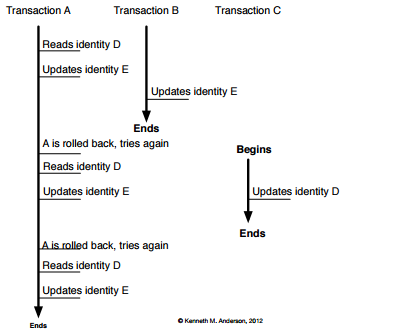 Transaction A Transaction B Transaction C
Reads identity D
Updates identity E
Updates identity E
Ends
A is rolled back, tries again
Begins
Reads identity D
Updates identity E
Updates identity D
Ends
A is rolled back, tries again
Reads identity D
Updates identity E
Ends
© Kenneth M. Anderson, 2012